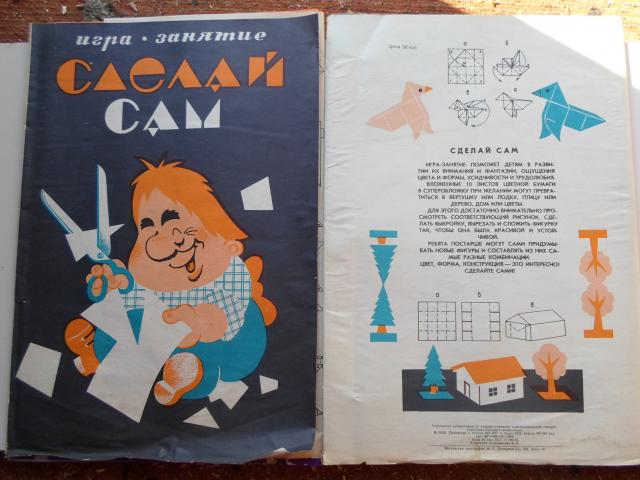 игра · занятие
СДЕЛАЙ
САМ
Цена
а
б
в
г
СДЕЛАЙ САМ
ИГРА-ЗАНЯТИЕ ПОМОЖЕТ ДЕТЯМ В РАЗВИ-
ТИИ ИХ ВНИМАНИЯ И ФАНТАЗИИ, ОЩУЩЕНИЯ
ЦВЕТА И ФОРМЫ, УСИДЧИВОСТИ И ТРУДОЛЮБИЯ.
ВЛОЖЕННЫЕ 10 ЛИСТОВ ЦВЕТНОЙ БУМАГИ
В СУПЕРОБЛОЖКУ ПРИ ЖЕЛАНИИ МОГУТ ПРЕВРА-
ТИТЬСЯ В ВЕРТУШКУ ИЛИ ЛОДКУ, ПТИЦУ ИЛИ
ДЕРЕВО, ДОМ ИЛИ ЦВЕТЫ.
ДЛЯ ЭТОГО ДОСТАТОЧНО ВНИМАТЕЛЬНО ПРО-
СМОТРЕТЬ СООТВЕТСТВУЮЩИЙ РИСУНОК, СДЕ-
ЛАТЬ ВЫКРОЙКУ, ВЫРЕЗАТЬ И СЛОЖИТЬ ФИГУРКУ
ТАК, ЧТОБЫ ОНА БЫЛА КРАСИВОЙ И УСТОЙ-
ЧИВОЙ.
РЕБЯТА ПОСТАРШЕ МОГУТ САМИ ПРИДУМЫ-
ВАТЬ НОВЫЕ ФИГУРЫ И СОСТАВЛЯТЬ ИЗ НИХ СА-
МЫЕ РАЗНЫЕ КОМБИНАЦИИ.
ЦВЕТ, ФОРМА, КОНСТРУКЦИЯ — ЭТО ИНТЕРЕСНО!
СДЕЛАЙТЕ САМИ!
а
б
в